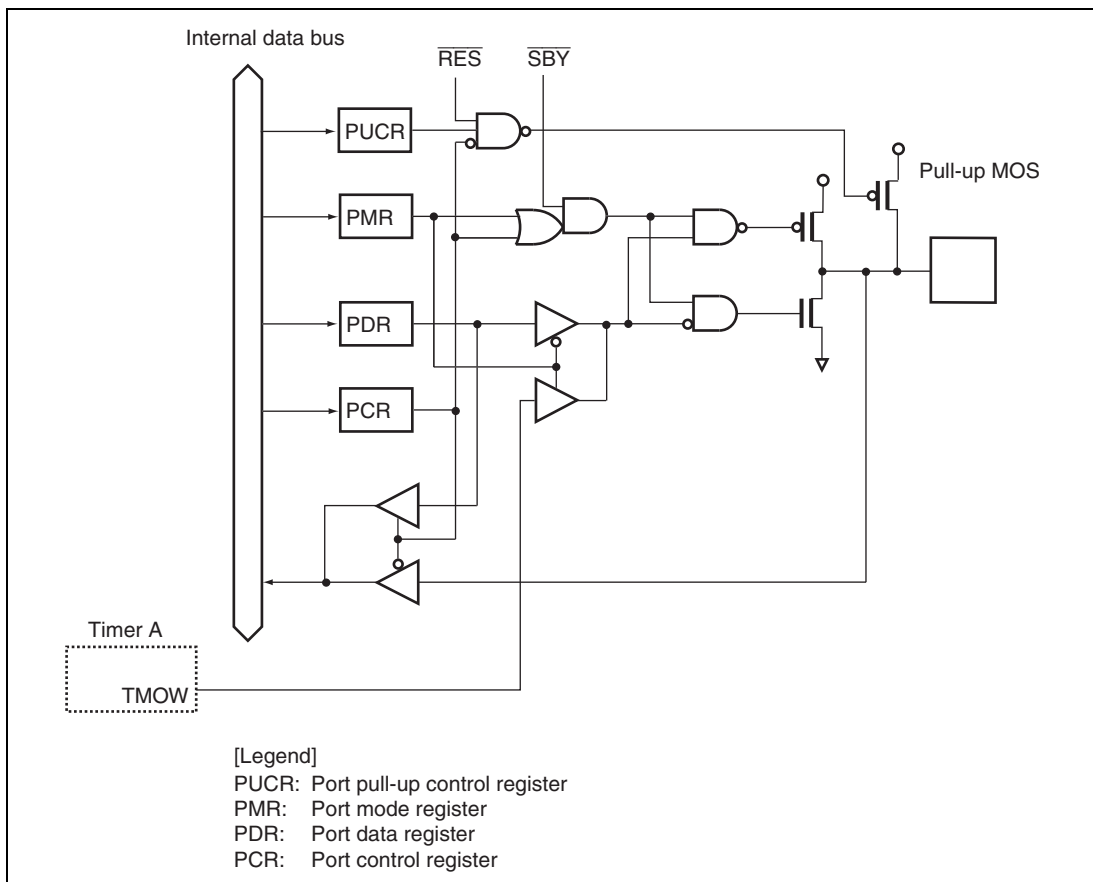 Internal data bus
RES
SBY
PUCR
Pull-up MOS
PMR
PDR
PCR
Timer A
TMOW
[Legend]
PUCR: Port pull-up control register
PMR: Port mode register
PDR: Port data register
PCR: Port control register